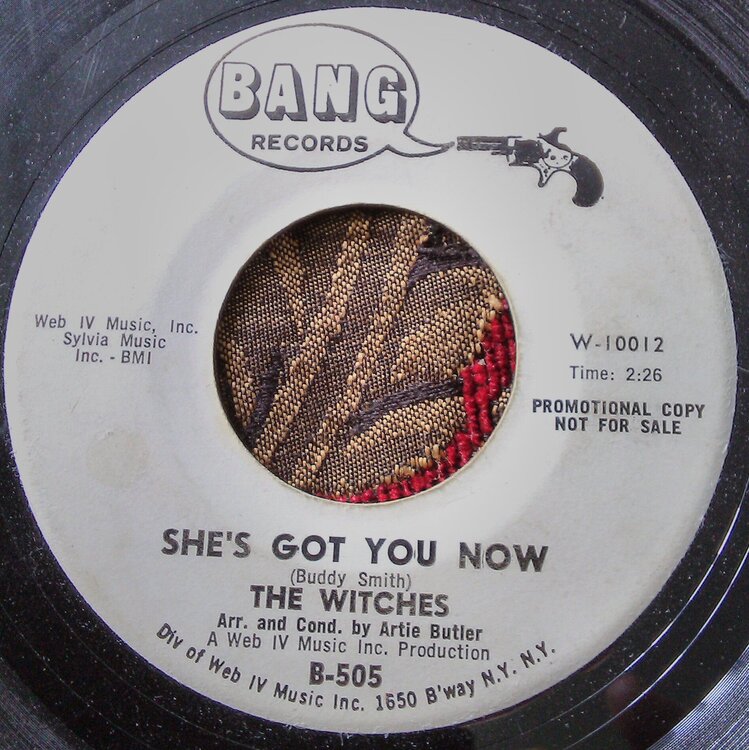 BANG
RECORDS
Web IV Music, Inc.
Sylvia Music
Inc. - BMI
W-10012
Time: 2:26
PROMOTIONAL COPY
NOT FOR SALE
SHE'S GOT YOU NOW
(Buddy Smith)
THE WITCHES
Arr. and Cond. by Artie Butler
A Web IV Music Inc. Production
B-505
Div of Web IV Music Inc. 1650 B'way N.Y. N.Y.